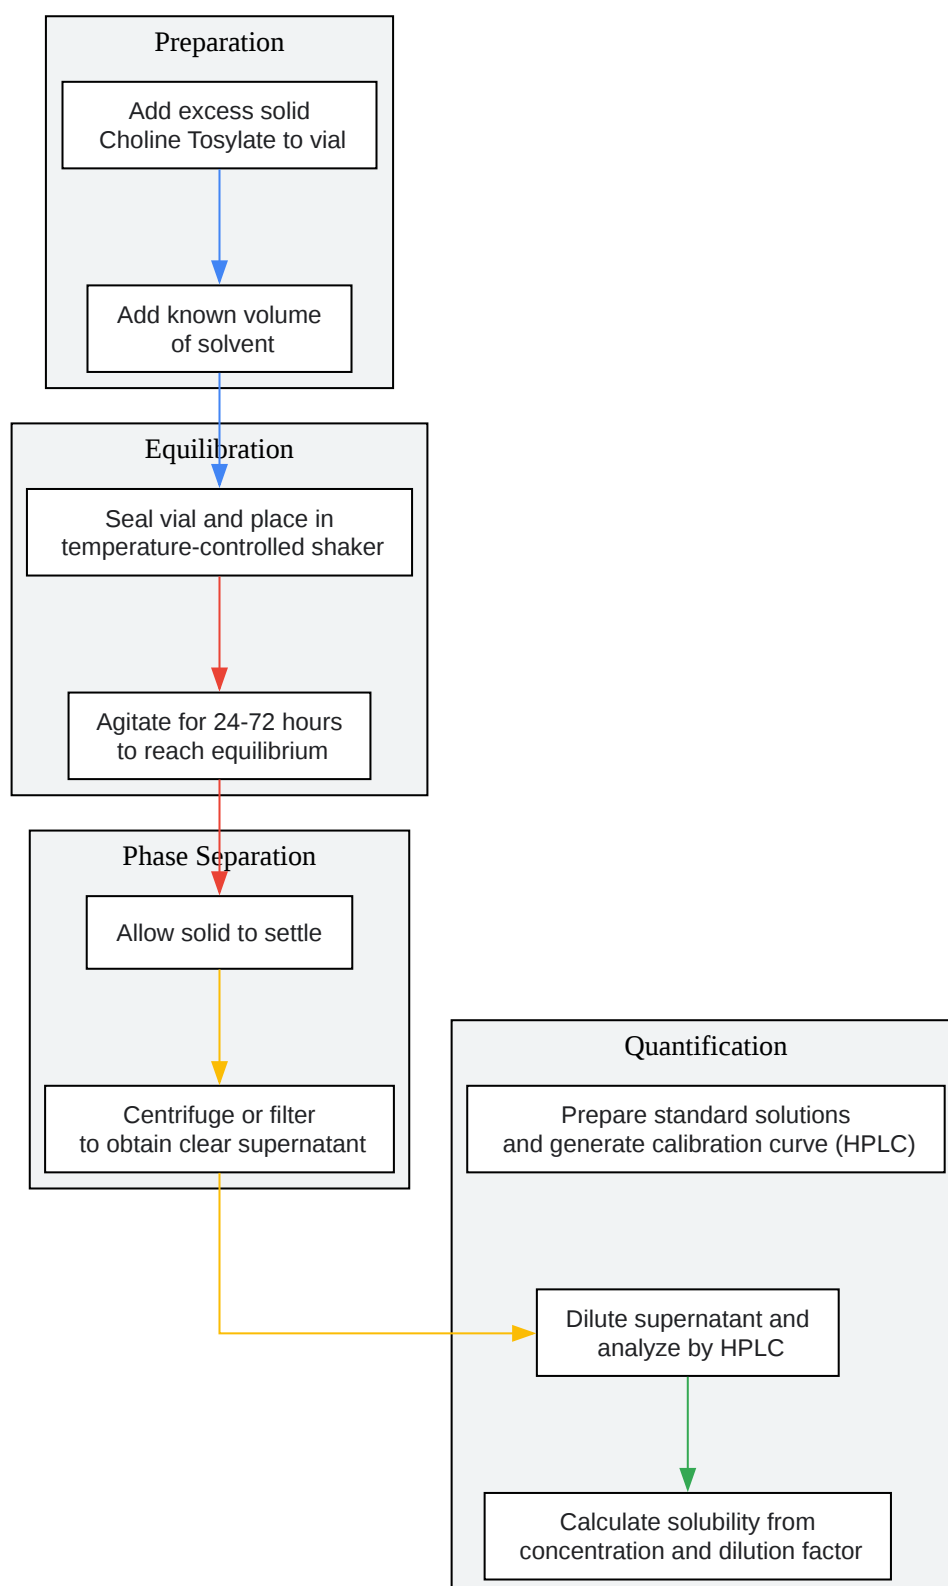 Preparation
Add excess solid
Choline Tosylate to vial
Add known volume
of solvent
Equilibration
Seal vial and place in
temperature-controlled shaker
Agitate for 24-72 hours
to reach equilibrium
Phase Separation
Allow solid to settle
Centrifuge or filter
to obtain clear supernatant
Quantification
Prepare standard solutions
and generate calibration curve (HPLC)
Dilute supernatant and
analyze by HPLC
Calculate solubility from
concentration and dilution factor